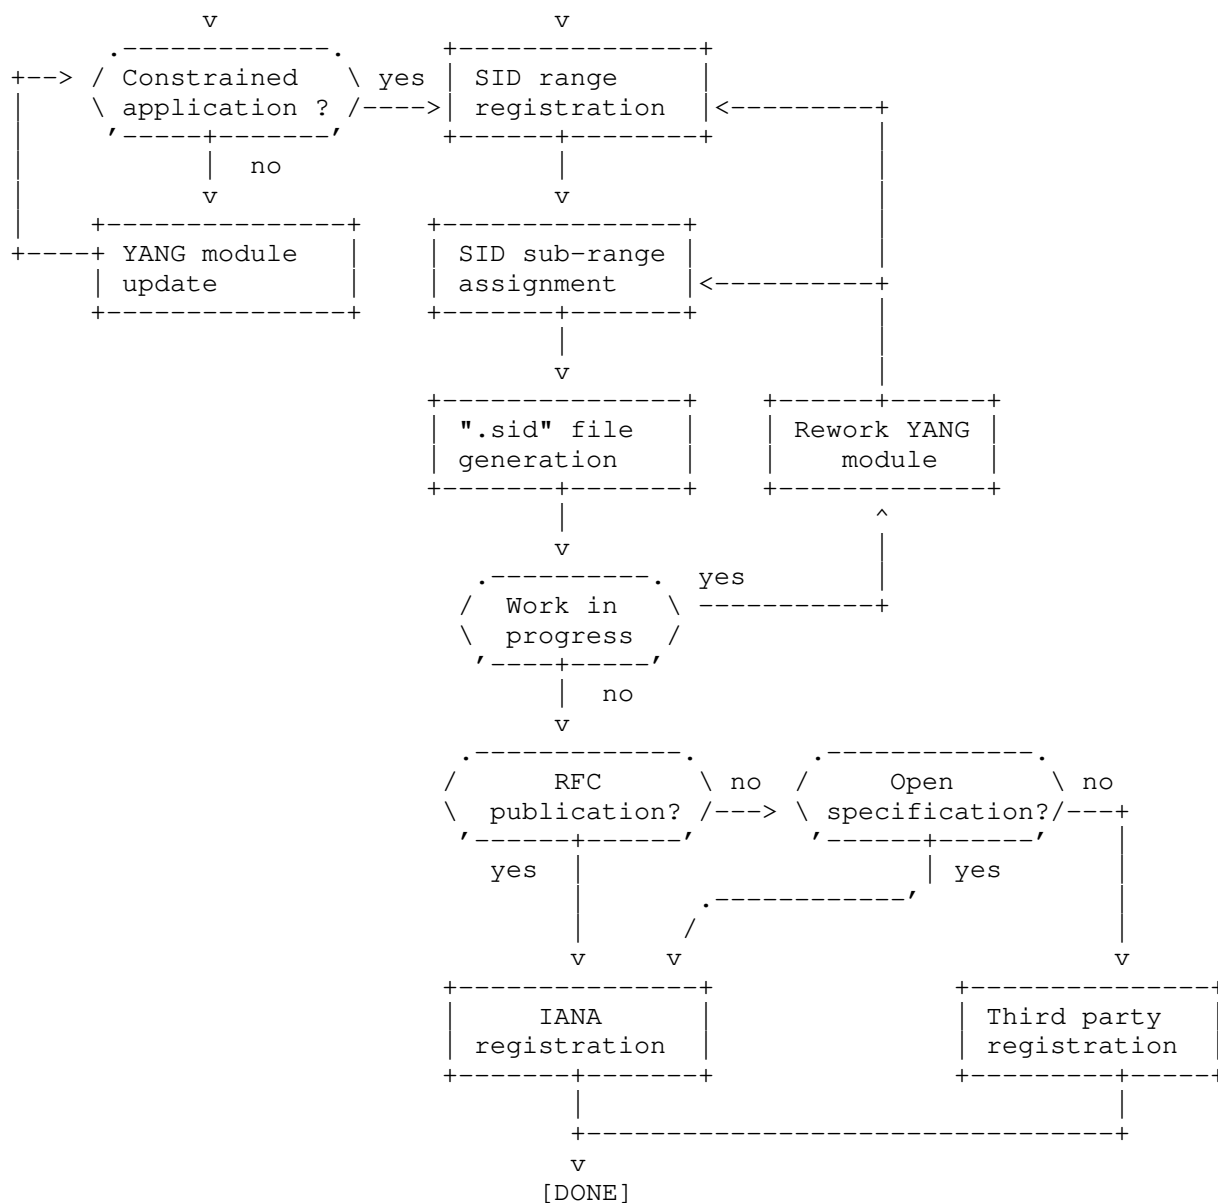 Constrained yes SID range
application ? registration
no
YANG module SID sub-range
update assignment
".sid" file Rework YANG
generation module
yes
Work in
progress
no
RFC no Open no
publication? specification?
yes yes
IANA Third party
registration registration
[DONE]